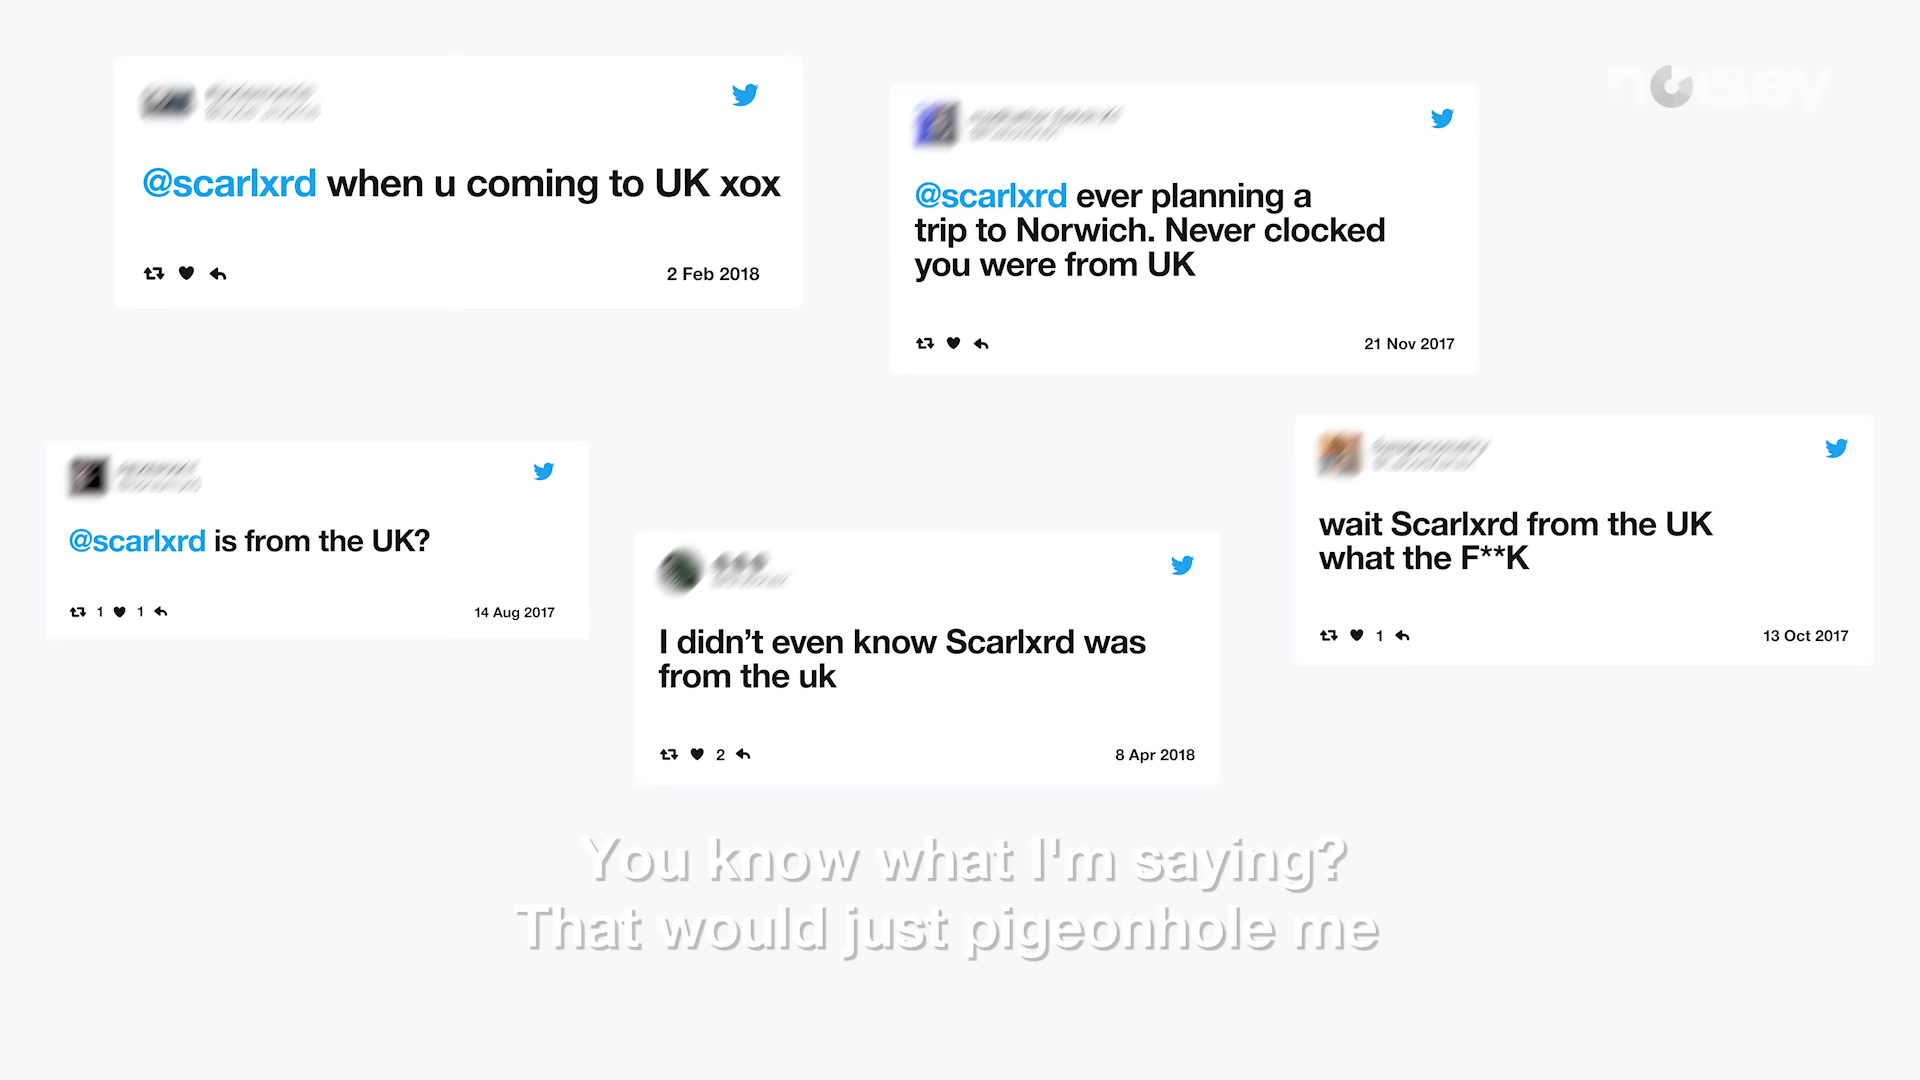 noisey
@scarlxrd when u coming to UK xox
2 Feb 2018
@scarlxrd ever planning a
trip to Norwich. Never clocked
you were from UK
21 Nov 2017
@scarlxrd is from the UK?
1 1
14 Aug 2017
wait Scarlxrd from the UK
what the F**K
1
13 Oct 2017
I didn’t even know Scarlxrd was
from the uk
2
8 Apr 2018
You know what I'm saying?
That would just pigeonhole me